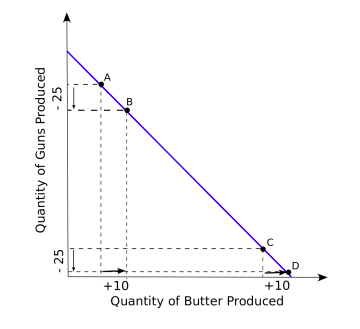 A
B
- 25
Quantity of Guns Produced
C
D
- 25
+10
+10
Quantity of Butter Produced